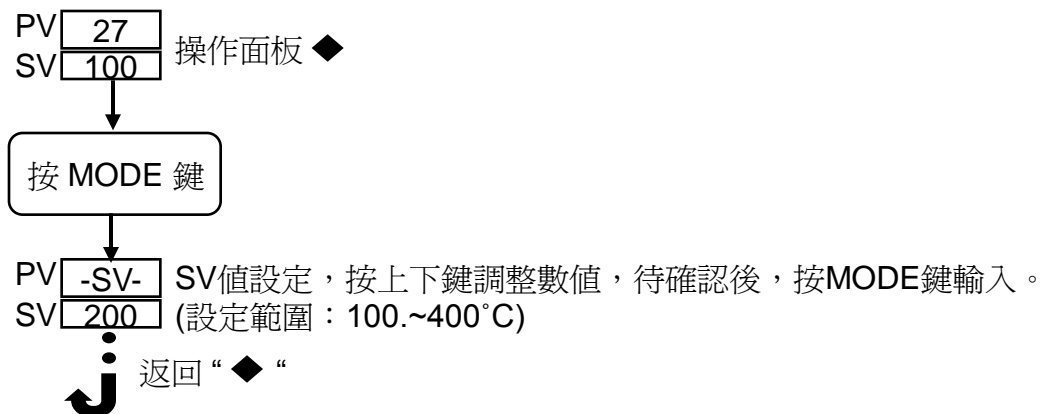 PV 27
操作面板 ◆
SV 100
按 MODE 鍵
PV -SV- SV值設定，按上下鍵調整數值，待確認後，按MODE鍵輸入。
SV 200 (設定範圍：100.~400°C)
返回 “ ◆ “